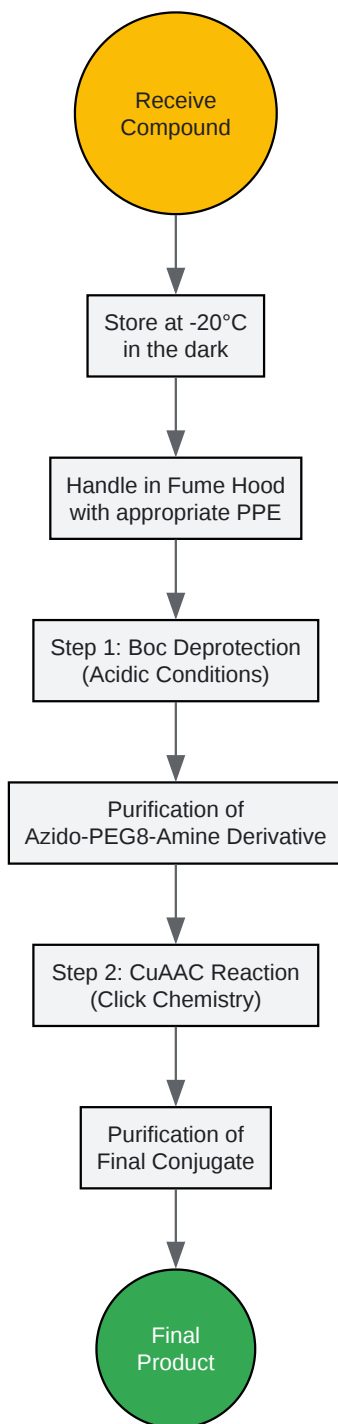 Receive
Compound
Store at -20°C
in the dark
Handle in Fume Hood
with appropriate PPE
Step 1: Boc Deprotection
(Acidic Conditions)
Purification of
Azido-PEG8-Amine Derivative
Step 2: CuAAC Reaction
(Click Chemistry)
Purification of
Final Conjugate
Final
Product